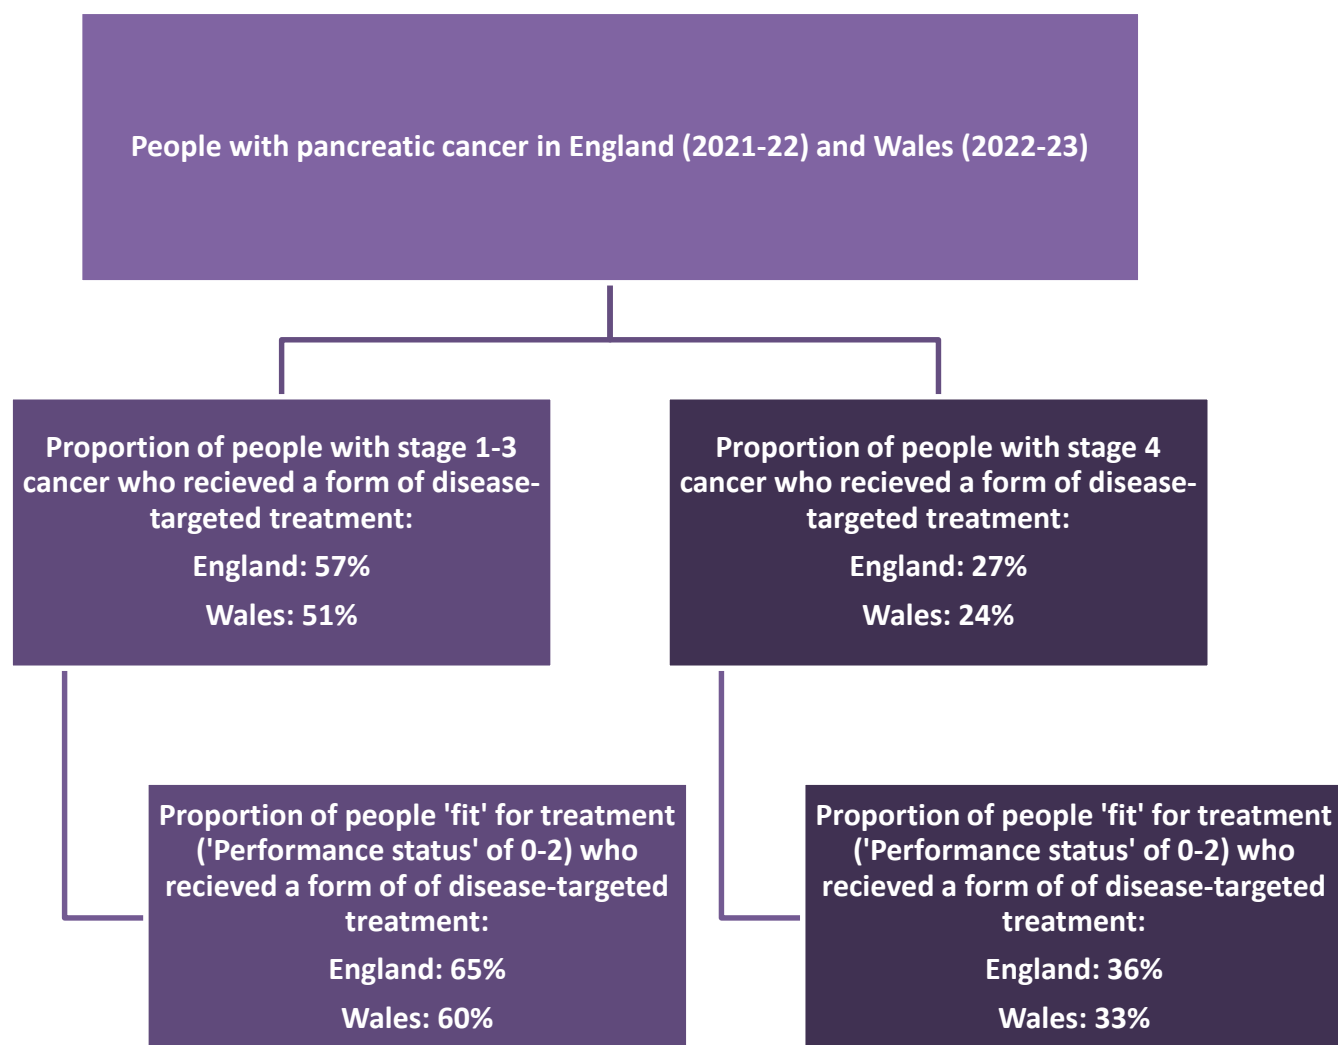 People with pancreatic cancer in England (2021-22) and Wales (2022-23)
Proportion of people with stage 1-3
cancer who recieved a form of disease-
targeted treatment:
England: 57%
Wales: 51%
Proportion of people with stage 4
cancer who recieved a form of disease-
targeted treatment:
England: 27%
Wales: 24%
Proportion of people 'fit' for treatment
('Performance status' of 0-2) who
recieved a form of of disease-targeted
treatment:
England: 65%
Wales: 60%
Proportion of people 'fit' for treatment
('Performance status' of 0-2) who
recieved a form of of disease-targeted
treatment:
England: 36%
Wales: 33%